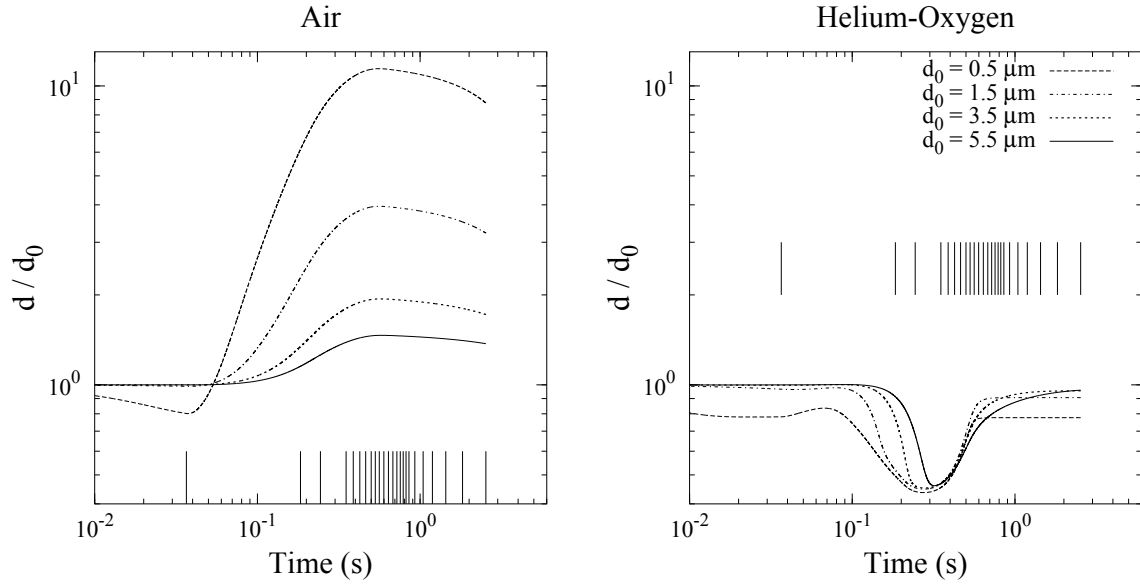 Air
10^1
10^0
d / d_0
10^-2
10^-1
10^0
Time (s)
Helium-Oxygen
d_0 = 0.5 μm
d_0 = 1.5 μm
d_0 = 3.5 μm
d_0 = 5.5 μm
10^1
10^0
d / d_0
10^-2
10^-1
10^0
Time (s)